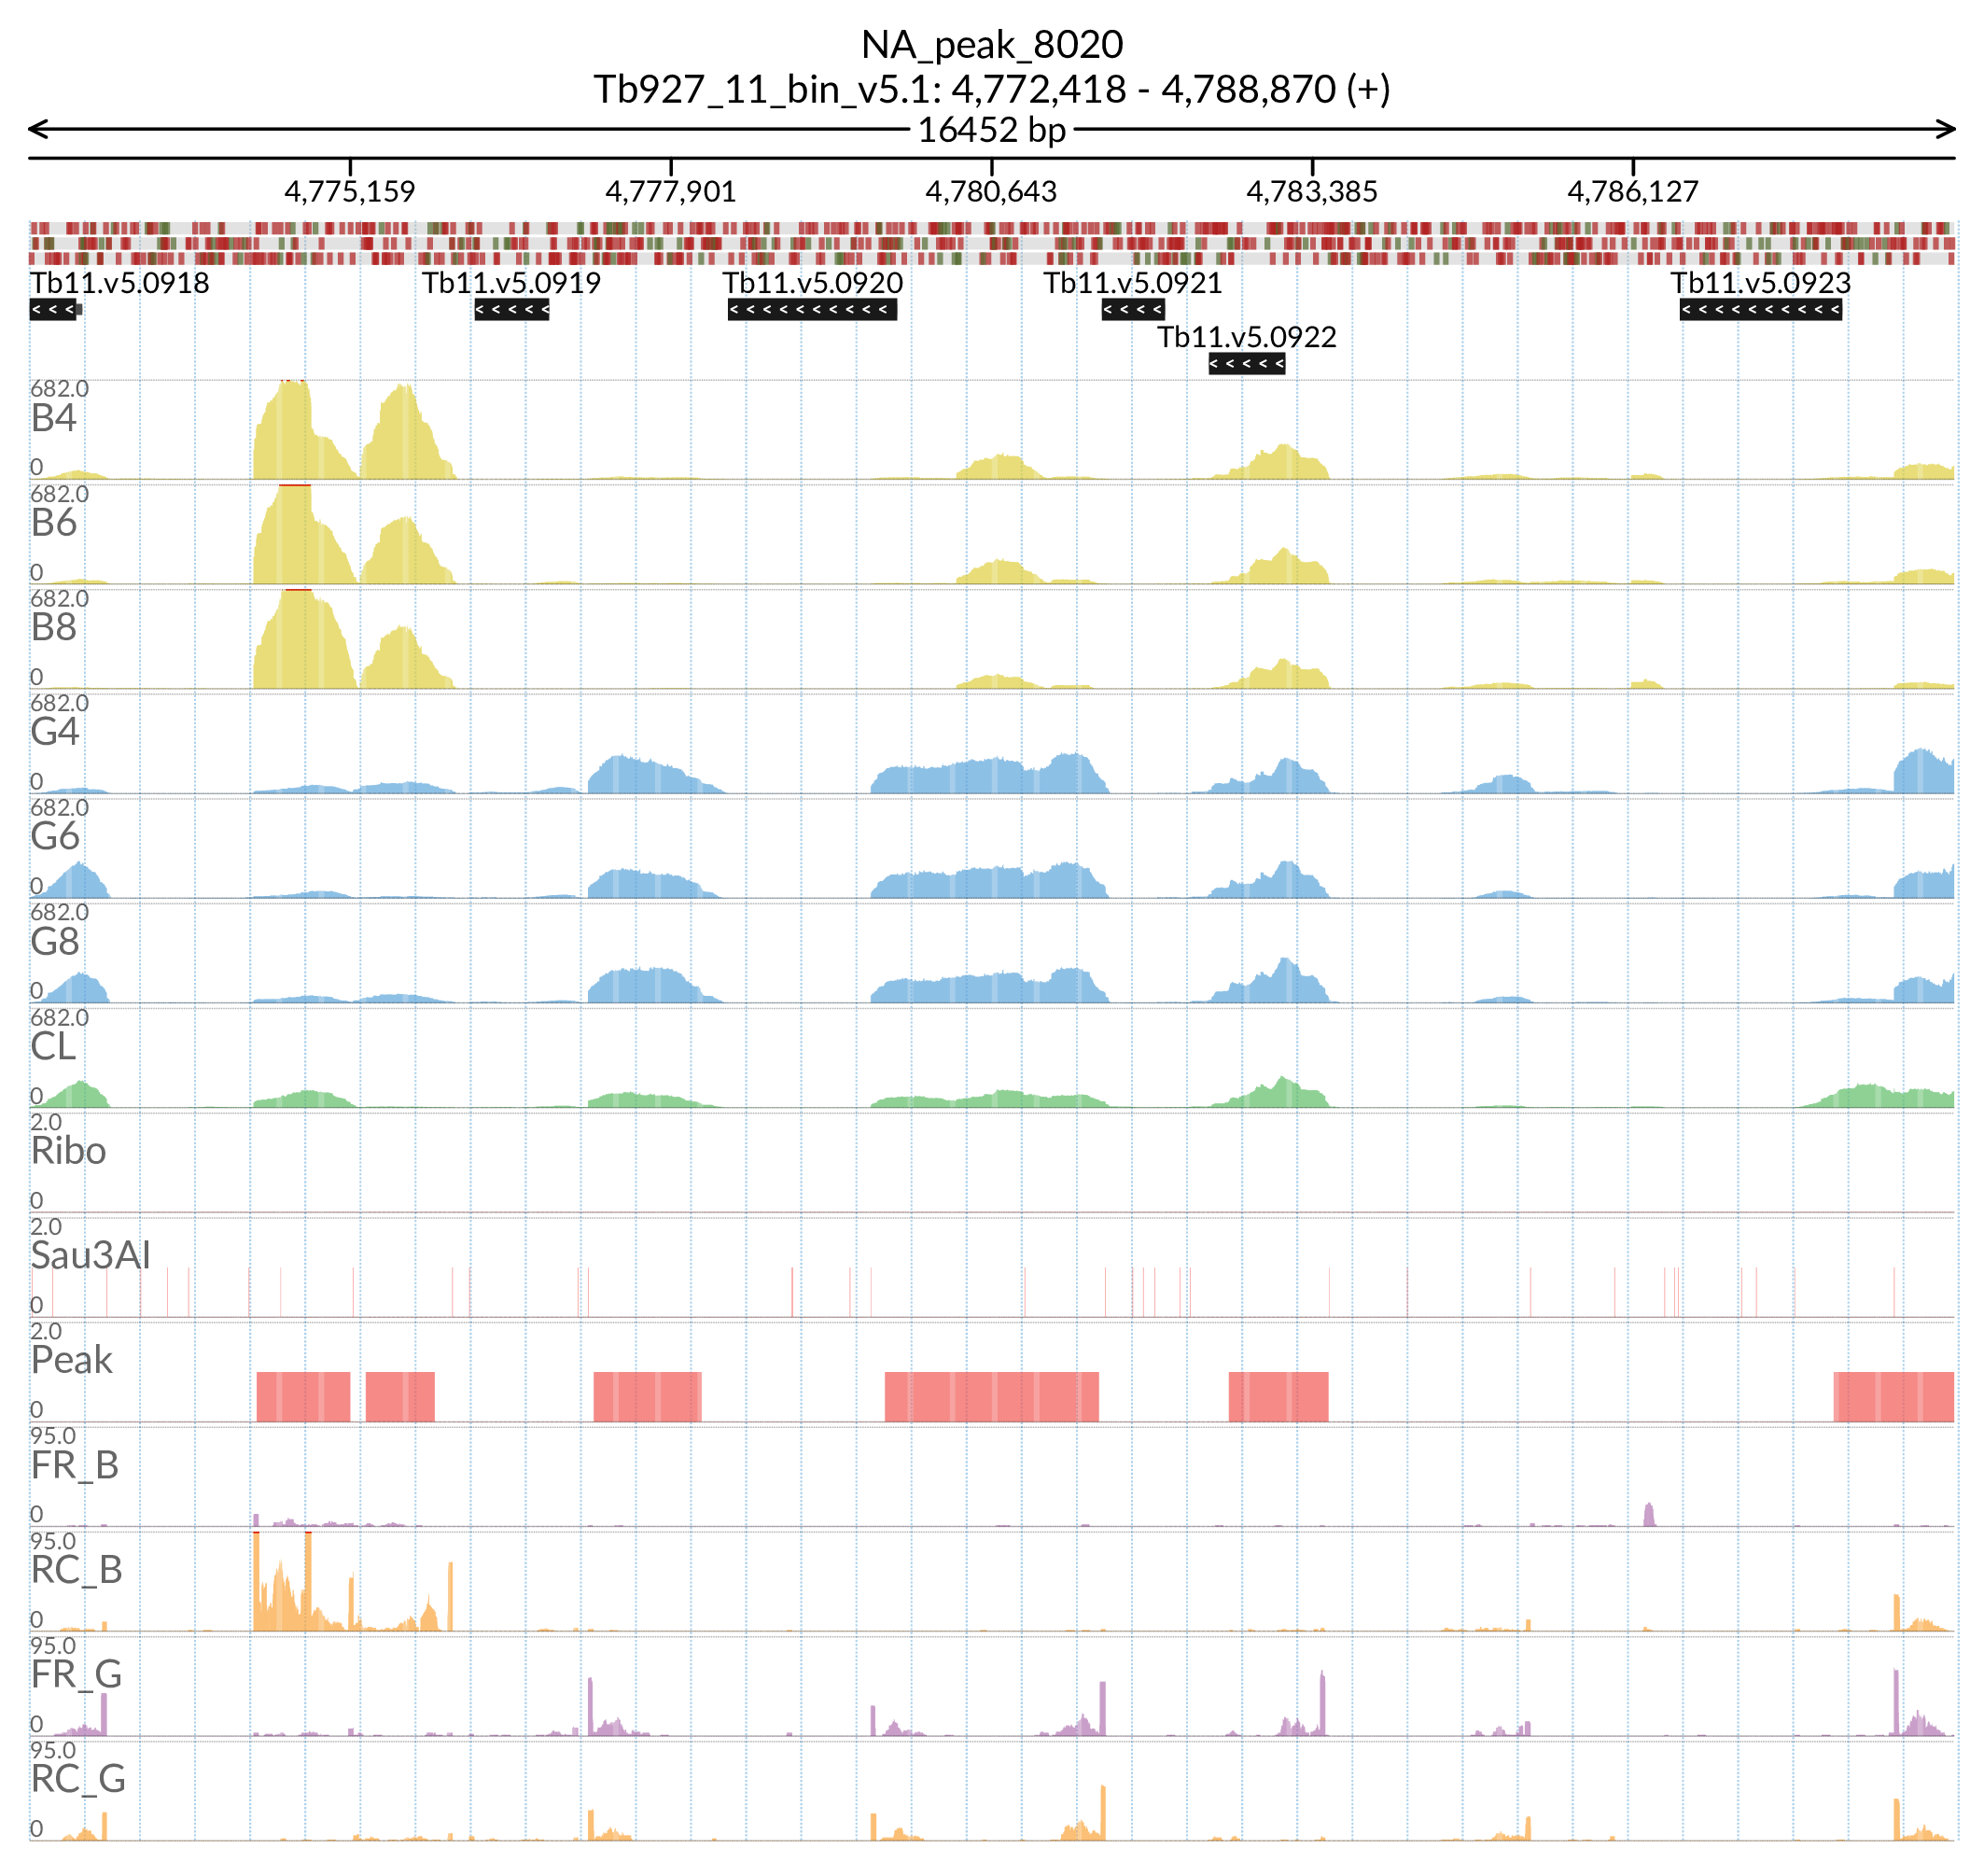 NA_peak_8020
Tb927_11_bin_v5.1: 4,772,418 - 4,788,870 (+)
16452 bp
4,775,159 4,777,901 4,780,643 4,783,385 4,786,127
Tb11.v5.0918 Tb11.v5.0919 Tb11.v5.0920 Tb11.v5.0921 Tb11.v5.0923
Tb11.v5.0922
682.0
B4
0
682.0
B6
0
682.0
B8
0
682.0
G4
0
682.0
G6
0
682.0
G8
0
682.0
CL
0
2.0
Ribo
0
2.0
Sau3AI
0
2.0
Peak
0
95.0
FR_B
0
95.0
RC_B
0
95.0
FR_G
0
95.0
RC_G
0